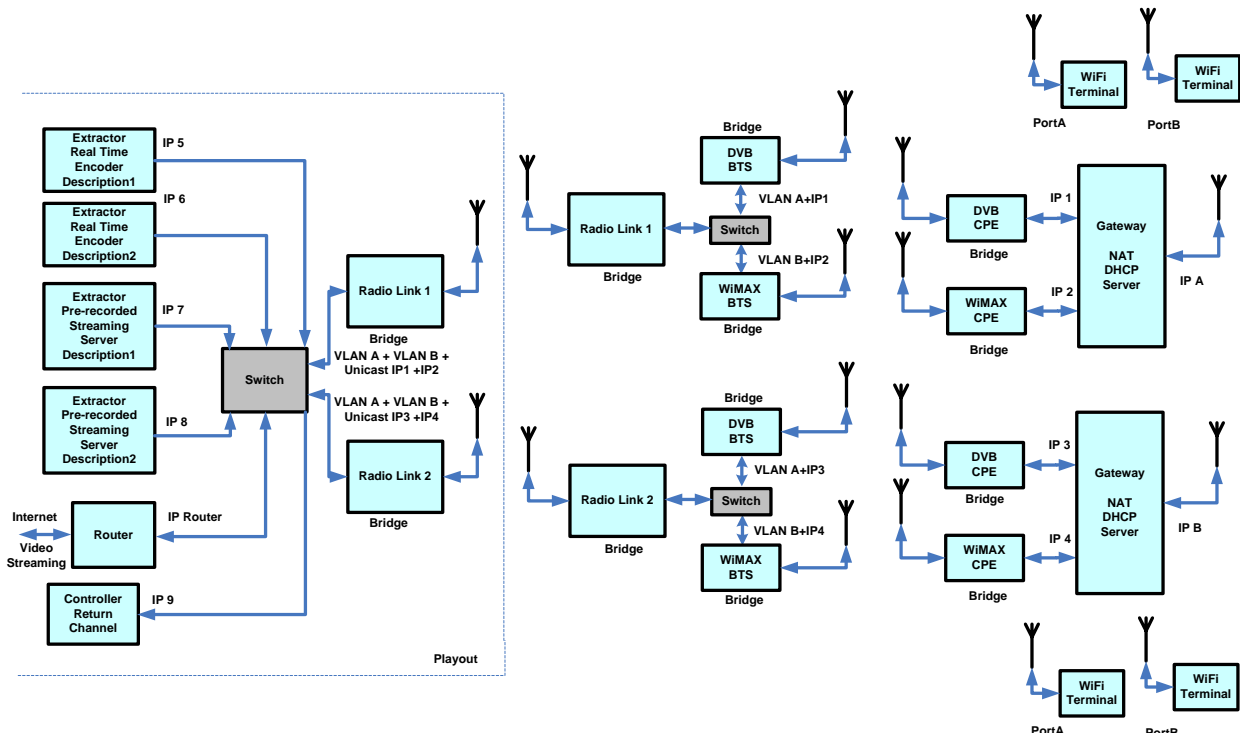 Extractor
Real Time
Encoder
Description1
IP 5
IP 6
Extractor
Real Time
Encoder
Description2
Extractor
Pre-recorded
Streaming
Server
Description1
IP 7
Extractor
Pre-recorded
Streaming
Server
Description2
IP 8
Switch
Internet
Video
Streaming
Router
IP Router
Controller
Return
Channel
IP 9
Radio Link 1
Bridge
VLAN A + VLAN B +
Unicast IP1 +IP2
VLAN A + VLAN B +
Unicast IP3 +IP4
Radio Link 2
Bridge
Playout
Radio Link 1
Bridge
Bridge
DVB
BTS
VLAN A+IP1
Switch
VLAN B+IP2
WiMAX
BTS
Bridge
Radio Link 2
Bridge
Bridge
DVB
BTS
VLAN A+IP3
Switch
VLAN B+IP4
WiMAX
BTS
Bridge
WiFi
Terminal
PortA
WiFi
Terminal
PortB
DVB
CPE
Bridge
IP 1
WiMAX
CPE
Bridge
IP 2
Gateway
NAT
DHCP
Server
IP A
DVB
CPE
Bridge
IP 3
WiMAX
CPE
Bridge
IP 4
Gateway
NAT
DHCP
Server
IP B
WiFi
Terminal
PortA
WiFi
Terminal
PortB